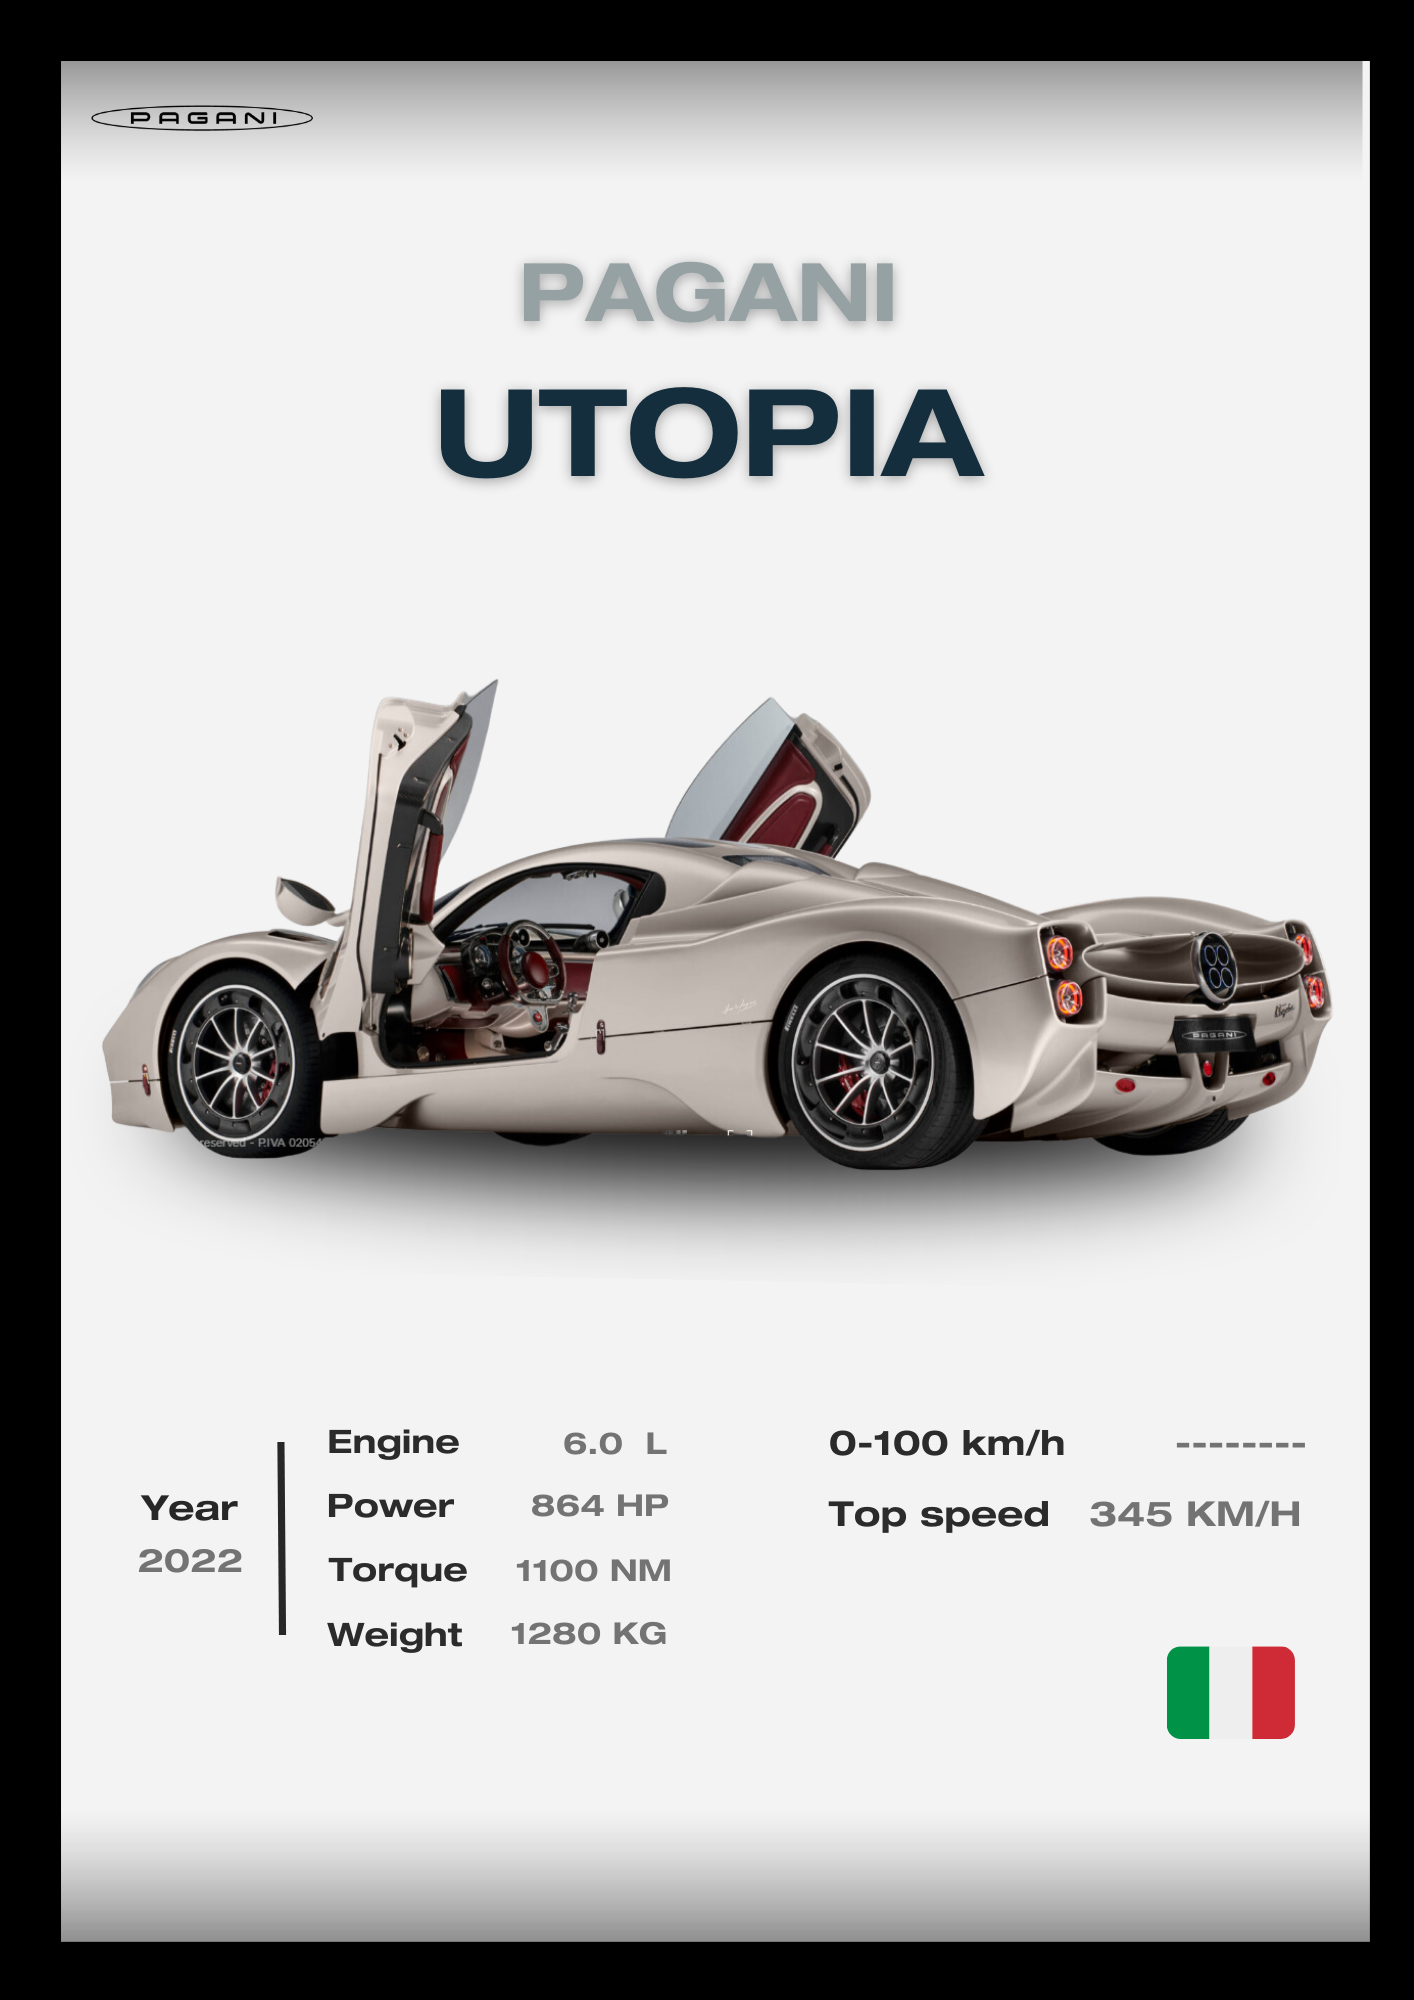 PAGANI
PAGANI
UTOPIA
PAGANI
reserved - P.IVA 0205
Engine 6.0 L
Power 864 HP
Torque 1100 NM
Weight 1280 KG
Year
2022
0-100 km/h --------
Top speed 345 KM/H